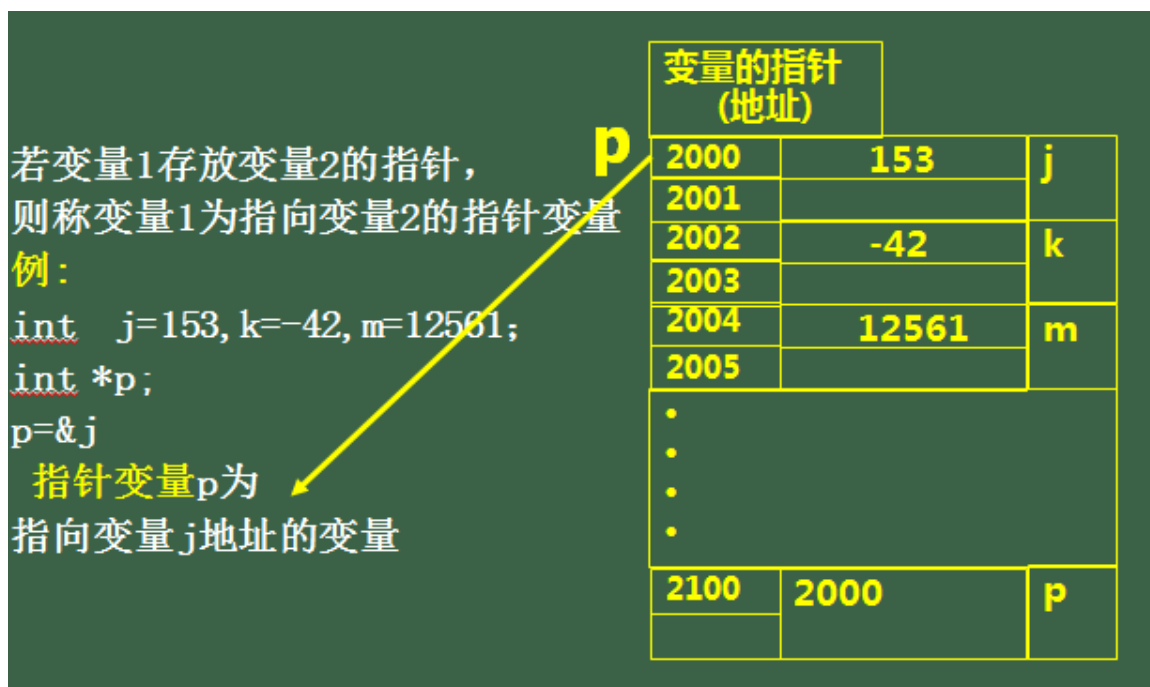 变量的指针
(地址)
p
若变量1存放变量2的指针，
则称变量1为指向变量2的指针变量
例：
int j=153,k=-42,m=12561；
int *p；
p=&j
指针变量p为
指向变量j地址的变量
2000 153 j
2001
2002 -42 k
2003
2004 12561 m
2005
2100 2000 p